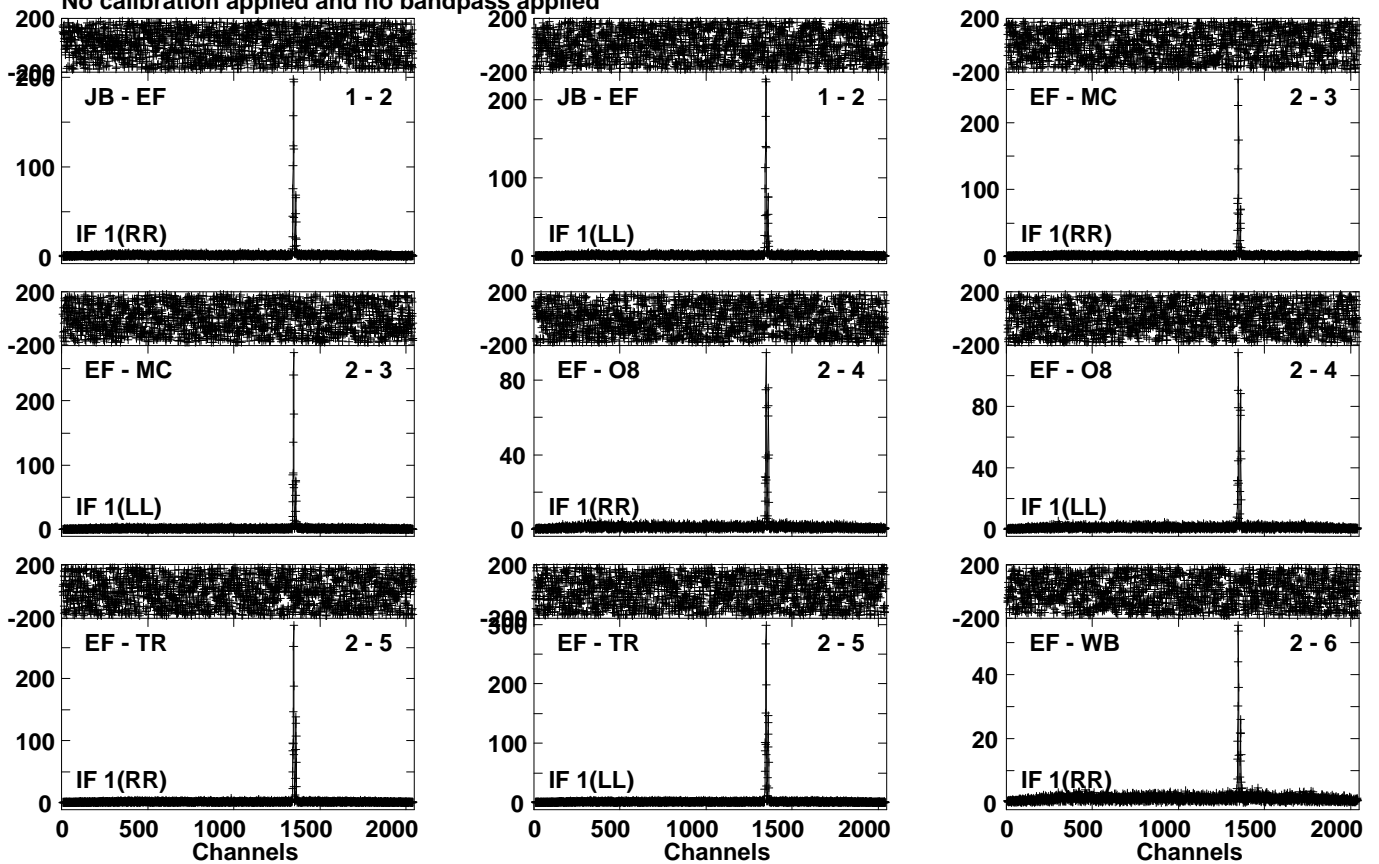 No calibration applied and no bandpass applied
200 200 200
-200 -200 -200
200
JB - EF 1 - 2 JB - EF 1 - 2 EF - MC 2 - 3
200 200
100 100 100
IF 1(RR) IF 1(LL) IF 1(RR)
0 0 0
200 200 200
-200 -200 -200
EF - MC 2 - 3 EF - O8 2 - 4 EF - O8 2 - 4
200 80 80
100 40 40
IF 1(LL) IF 1(RR) IF 1(LL)
0 0 0
200 200 200
-200 -200 -200
300
EF - TR 2 - 5 EF - TR 2 - 5 EF - WB 2 - 6
200 200 40
100 100 20
IF 1(RR) IF 1(LL) IF 1(RR)
0 0 0
0 500 1000 1500 2000 0 500 1000 1500 2000 0 500 1000 1500 2000
Channels Channels Channels